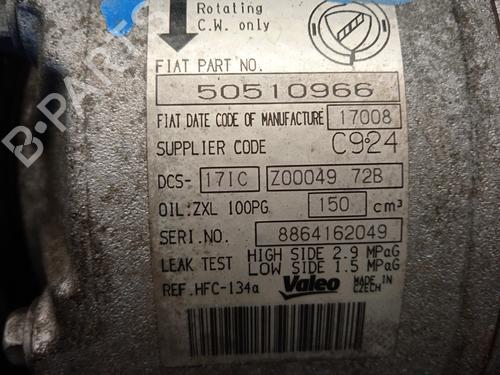 Rotating
C.W. only
FIAT PART NO.
50510966
FIAT DATE CODE OF MANUFACTURE 17008
SUPPLIER CODE C924
DCS- 171C Z00049 72B
OIL:ZXL 100PG 150 cm³
SERI.NO. 8864162049
LEAK TEST HIGH SIDE 2.9 MPaG
LOW SIDE 1.5 MPaG
REF.HFC-134a Valeo MADE IN
CZECH
B-PARTS